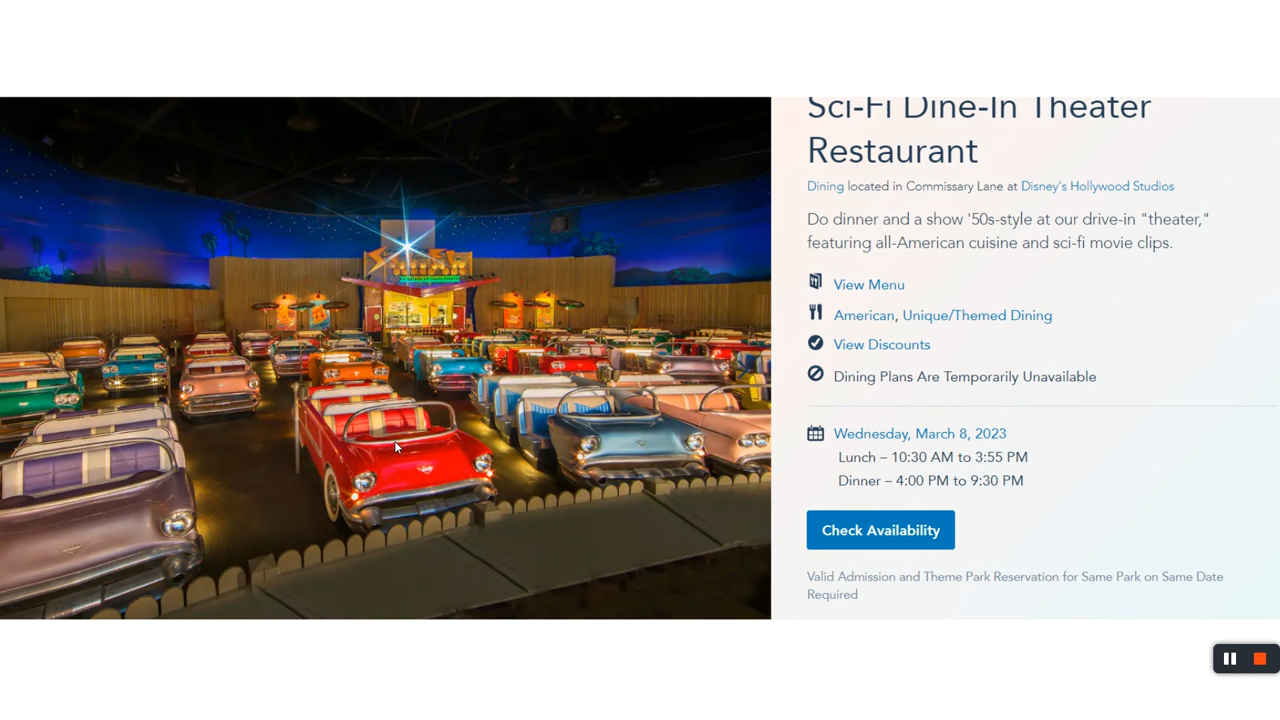 Sci-Fi Dine-In Theater
Restaurant
Dining located in Commissary Lane at Disney's Hollywood Studios
Do dinner and a show '50s-style at our drive-in "theater,"
featuring all-American cuisine and sci-fi movie clips.
View Menu
American, Unique/Themed Dining
View Discounts
Dining Plans Are Temporarily Unavailable
Wednesday, March 8, 2023
Lunch – 10:30 AM to 3:55 PM
Dinner – 4:00 PM to 9:30 PM
Check Availability
Valid Admission and Theme Park Reservation for Same Park on Same Date
Required